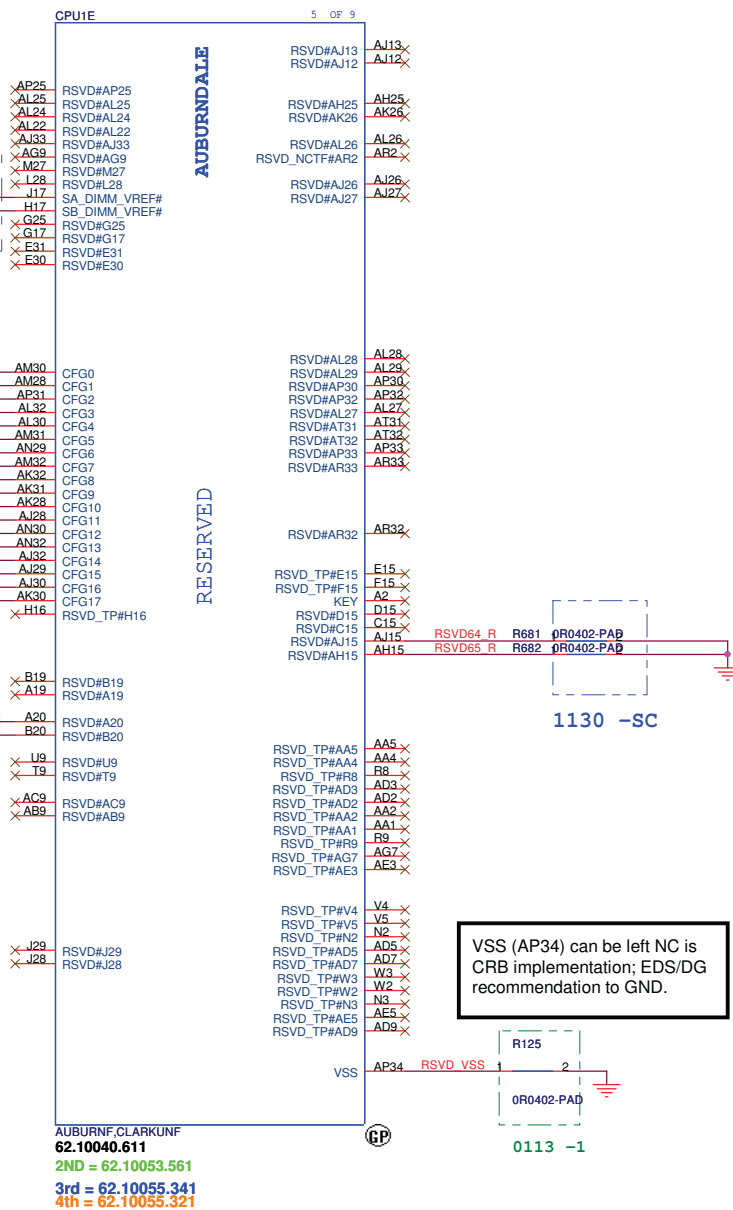 CPU1E
5 OF 9
AUBURNDALE
RESERVED
AP25 RSVD#AP25
AL25 RSVD#AL25
AL24 RSVD#AL24
AL22 RSVD#AL22
AJ33 RSVD#AJ33
AG9 RSVD#AG9
M27 RSVD#M27
L28 RSVD#L28
J17 SA_DIMM_VREF#
H17 SB_DIMM_VREF#
G25 RSVD#G25
G17 RSVD#G17
E31 RSVD#E31
E30 RSVD#E30
AM30 CFG0
AM28 CFG1
AP31 CFG2
AL32 CFG3
AL30 CFG4
AM31 CFG5
AN29 CFG6
AM32 CFG7
AK32 CFG8
AK31 CFG9
AK28 CFG10
AJ28 CFG11
AN30 CFG12
AN32 CFG13
AJ32 CFG14
AJ29 CFG15
AJ30 CFG16
AK30 CFG17
H16 RSVD_TP#H16
B19 RSVD#B19
A19 RSVD#A19
A20 RSVD#A20
B20 RSVD#B20
U9 RSVD#U9
T9 RSVD#T9
AC9 RSVD#AC9
AB9 RSVD#AB9
J29 RSVD#J29
J28 RSVD#J28
RSVD#AJ13 AJ13
RSVD#AJ12 AJ12
RSVD#AH25 AH25
RSVD#AK26 AK26
RSVD#AL26 AL26
RSVD_NCTF#AR2 AR2
RSVD#AJ26 AJ26
RSVD#AJ27 AJ27
RSVD#AL28 AL28
RSVD#AL29 AL29
RSVD#AP30 AP30
RSVD#AP32 AP32
RSVD#AL27 AL27
RSVD#AT31 AT31
RSVD#AT32 AT32
RSVD#AP33 AP33
RSVD#AR33 AR33
RSVD#AR32 AR32
RSVD_TP#E15 E15
RSVD_TP#F15 F15
KEY A2
RSVD#D15 D15
RSVD#C15 C15
RSVD#AJ15 AJ15 RSVD64_R R681 1 0R0402-PAD 2
RSVD#AH15 AH15 RSVD65_R R682 1 0R0402-PAD 2
1130 -SC
RSVD_TP#AA5 AA5
RSVD_TP#AA4 AA4
RSVD_TP#R8 R8
RSVD_TP#AD3 AD3
RSVD_TP#AD2 AD2
RSVD_TP#AA2 AA2
RSVD_TP#AA1 AA1
RSVD_TP#R9 R9
RSVD_TP#AG7 AG7
RSVD_TP#AE3 AE3
RSVD_TP#V4 V4
RSVD_TP#V5 V5
RSVD_TP#N2 N2
RSVD_TP#AD5 AD5
RSVD_TP#AD7 AD7
RSVD_TP#W3 W3
RSVD_TP#W2 W2
RSVD_TP#N3 N3
RSVD_TP#AE5 AE5
RSVD_TP#AD9 AD9
VSS (AP34) can be left NC is
CRB implementation; EDS/DG
recommendation to GND.
R125
VSS AP34 RSVD_VSS 1 2
0R0402-PAD
0113 -1
GP
AUBURNF,CLARKUNF
62.10040.611
2ND = 62.10053.561
3rd = 62.10055.341
4th = 62.10055.321